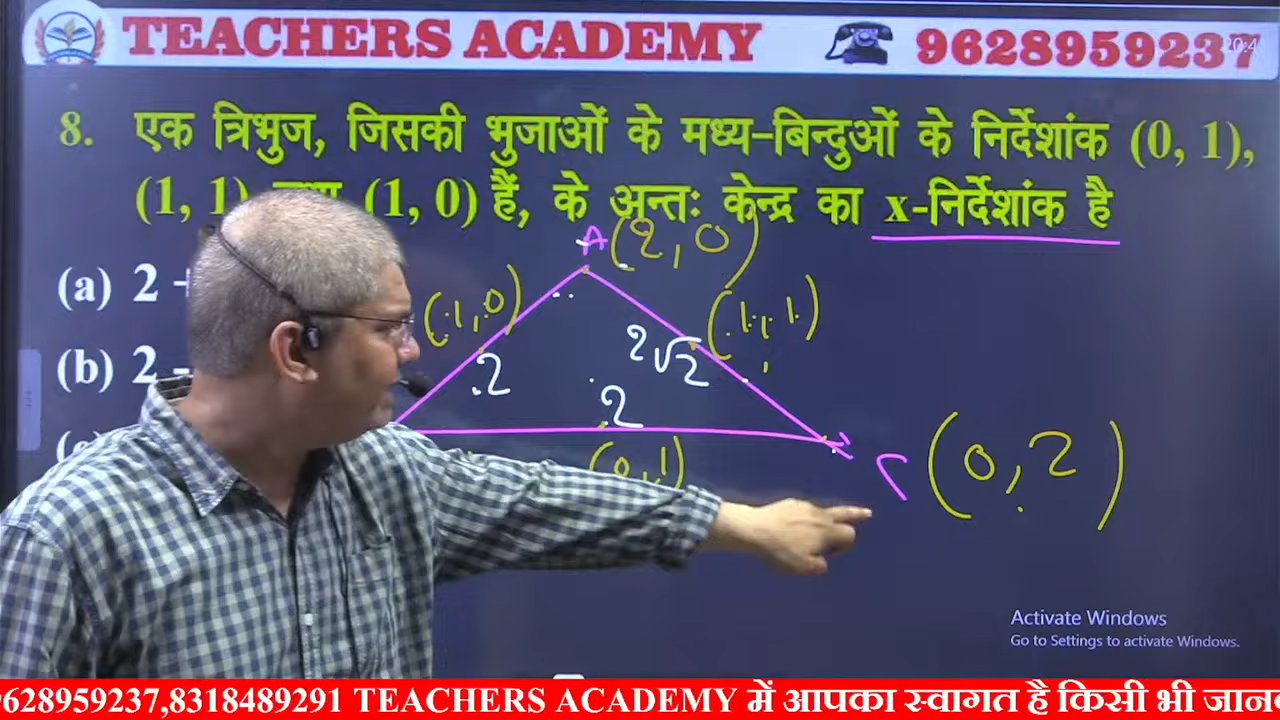 TEACHERS ACADEMY 9628959237
8. एक त्रिभुज, जिसकी भुजाओं के मध्य-बिन्दुओं के निर्देशांक (0, 1),
(1, 1) तथा (1, 0) हैं, के अन्तः केन्द्र का x-निर्देशांक है
A (2, 0)
(a) 2
(1, 0) (1, 1)
2 2√2
(b) 2 -
2
(0, 1) C (0, 2)
Activate Windows
Go to Settings to activate Windows.
9628959237,8318489291 TEACHERS ACADEMY में आपका स्वागत है किसी भी